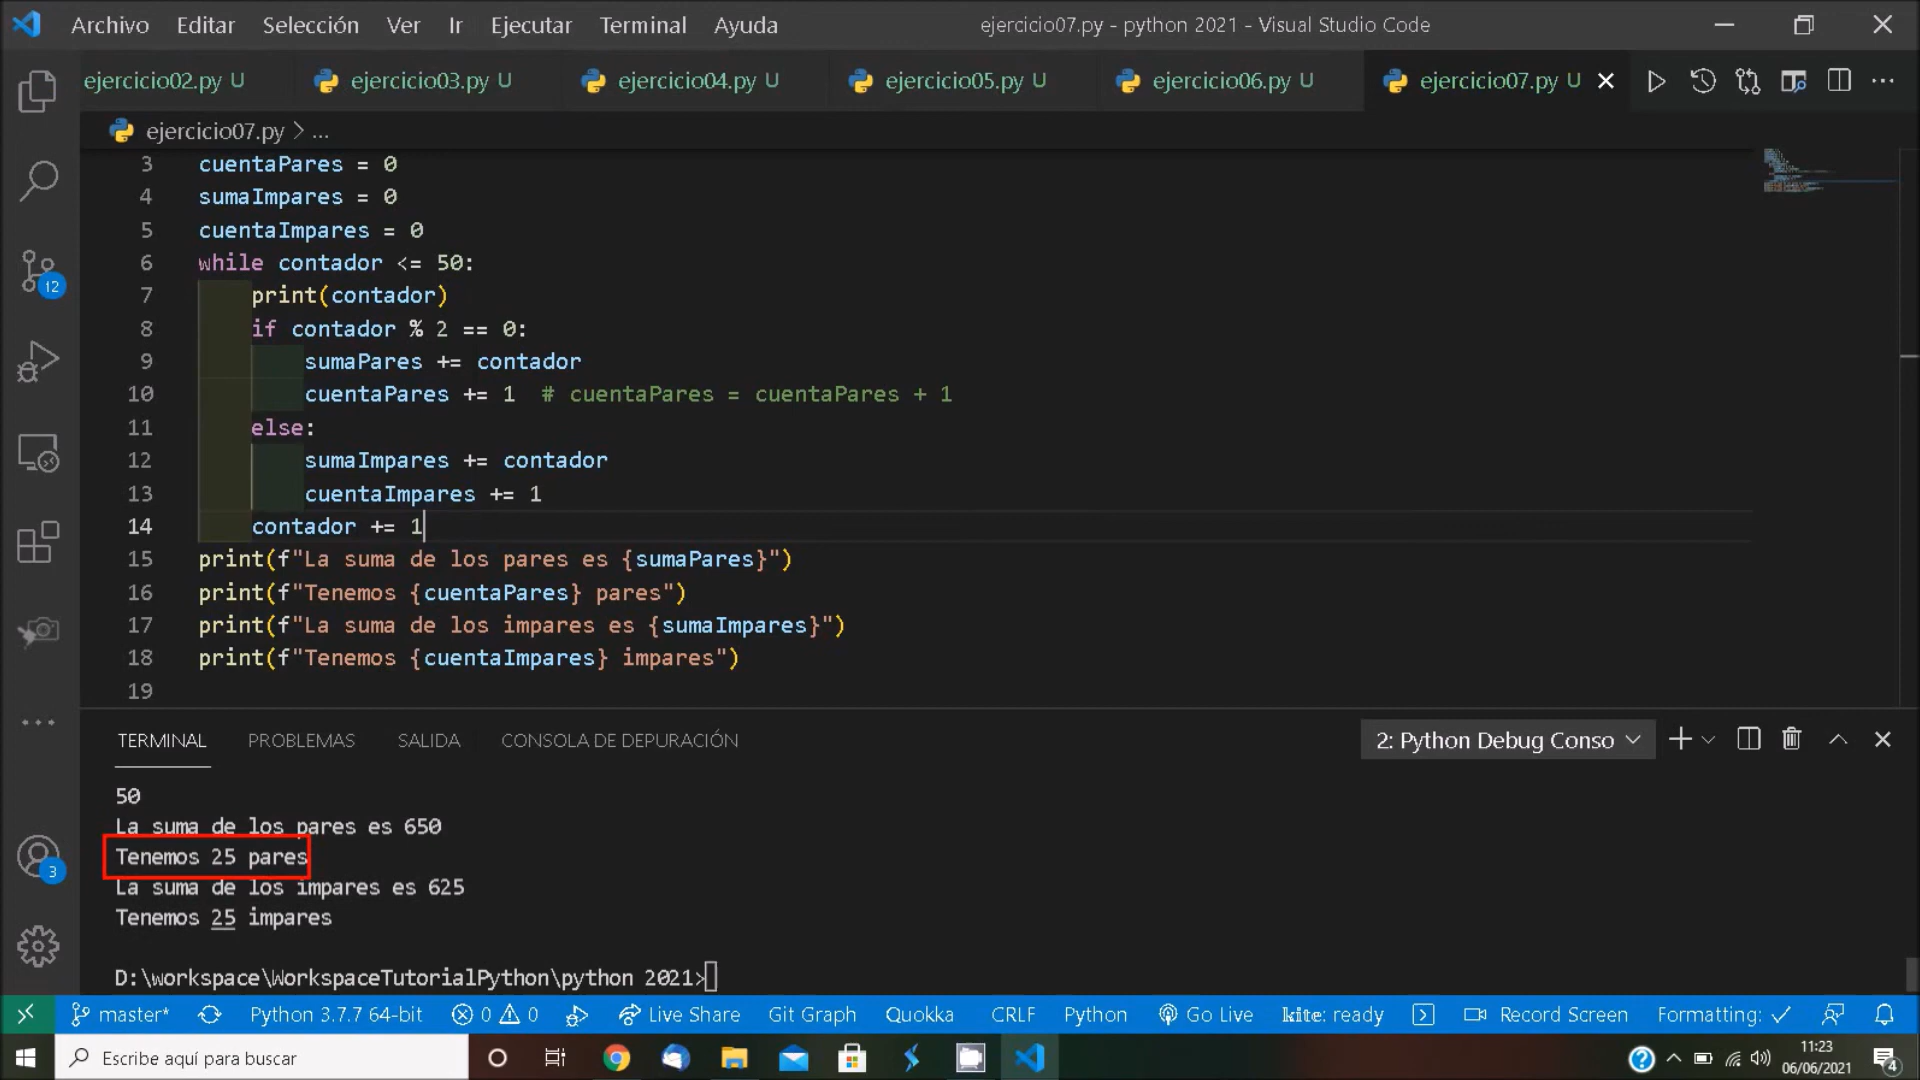 Archivo Editar Selección Ver Ir Ejecutar Terminal Ayuda ejercicio07.py - python 2021 - Visual Studio Code
ejercicio02.py U ejercicio03.py U ejercicio04.py U ejercicio05.py U ejercicio06.py U ejercicio07.py U
ejercicio07.py > ...
3 cuentaPares = 0
4 sumaImpares = 0
5 cuentaImpares = 0
6 while contador <= 50:
7 print(contador)
8 if contador % 2 == 0:
9 sumaPares += contador
10 cuentaPares += 1 # cuentaPares = cuentaPares + 1
11 else:
12 sumaImpares += contador
13 cuentaImpares += 1
14 contador += 1
15 print(f"La suma de los pares es {sumaPares}")
16 print(f"Tenemos {cuentaPares} pares")
17 print(f"La suma de los impares es {sumaImpares}")
18 print(f"Tenemos {cuentaImpares} impares")
19
12
TERMINAL PROBLEMAS SALIDA CONSOLA DE DEPURACIÓN 2: Python Debug Conso
50
La suma de los pares es 650
Tenemos 25 pares
La suma de los impares es 625
Tenemos 25 impares
D:\workspace\WorkspaceTutorialPython\python 2021>
3
master* Python 3.7.7 64-bit 0 0 Live Share Git Graph Quokka CRLF Python Go Live kite: ready Record Screen Formatting: ✓
Escribe aquí para buscar
11:23
06/06/2021
4